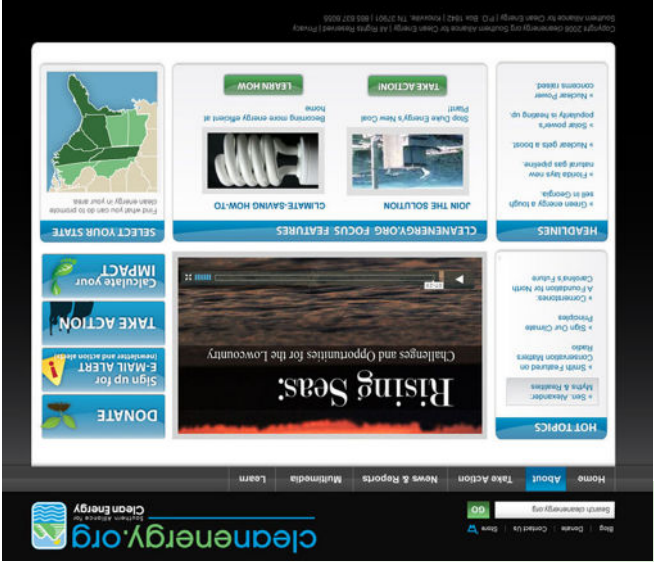 Blog | Donate | Contact Us | Store
Search cleanenergy.org GO
cleanenergy.org
Southern Alliance for
Clean Energy
Home About Take Action News & Reports Multimedia Learn
HOT TOPICS
» Sen. Alexander:
Myths & Realities
» Smith Featured on
Conservation Matters
Radio
» Sign Our Climate
Principles
» Cornerstones:
A Foundation for North
Carolina's Future
Rising Seas:
Challenges and Opportunities for the Lowcountry
DONATE
Sign up for
E-MAIL ALERT
(newsletter and action alerts)
TAKE ACTION
Calculate your
IMPACT
HEADLINES
» Green energy a tough
sell in Georgia.
» Florida lays new
natural gas pipeline.
» Nuclear gets a boost.
» Solar power's
popularity is heating up.
» Nuclear Power
concerns raised.
CLEANENERGY.ORG FOCUS FEATURES
JOIN THE SOLUTION
Stop Duke Energy's New Coal
Plant!
TAKE ACTION!
CLIMATE-SAVING HOW-TO
Becoming more energy efficient at
home
LEARN HOW
SELECT YOUR STATE
Find what you can do to promote
clean energy in your area
Copyright 2008 cleanenergy.org Southern Alliance for Clean Energy | All Rights Reserved | Privacy
Southern Alliance for Clean Energy | P.O. Box 1842 | Knoxville, TN 37901 | 865.637.6055